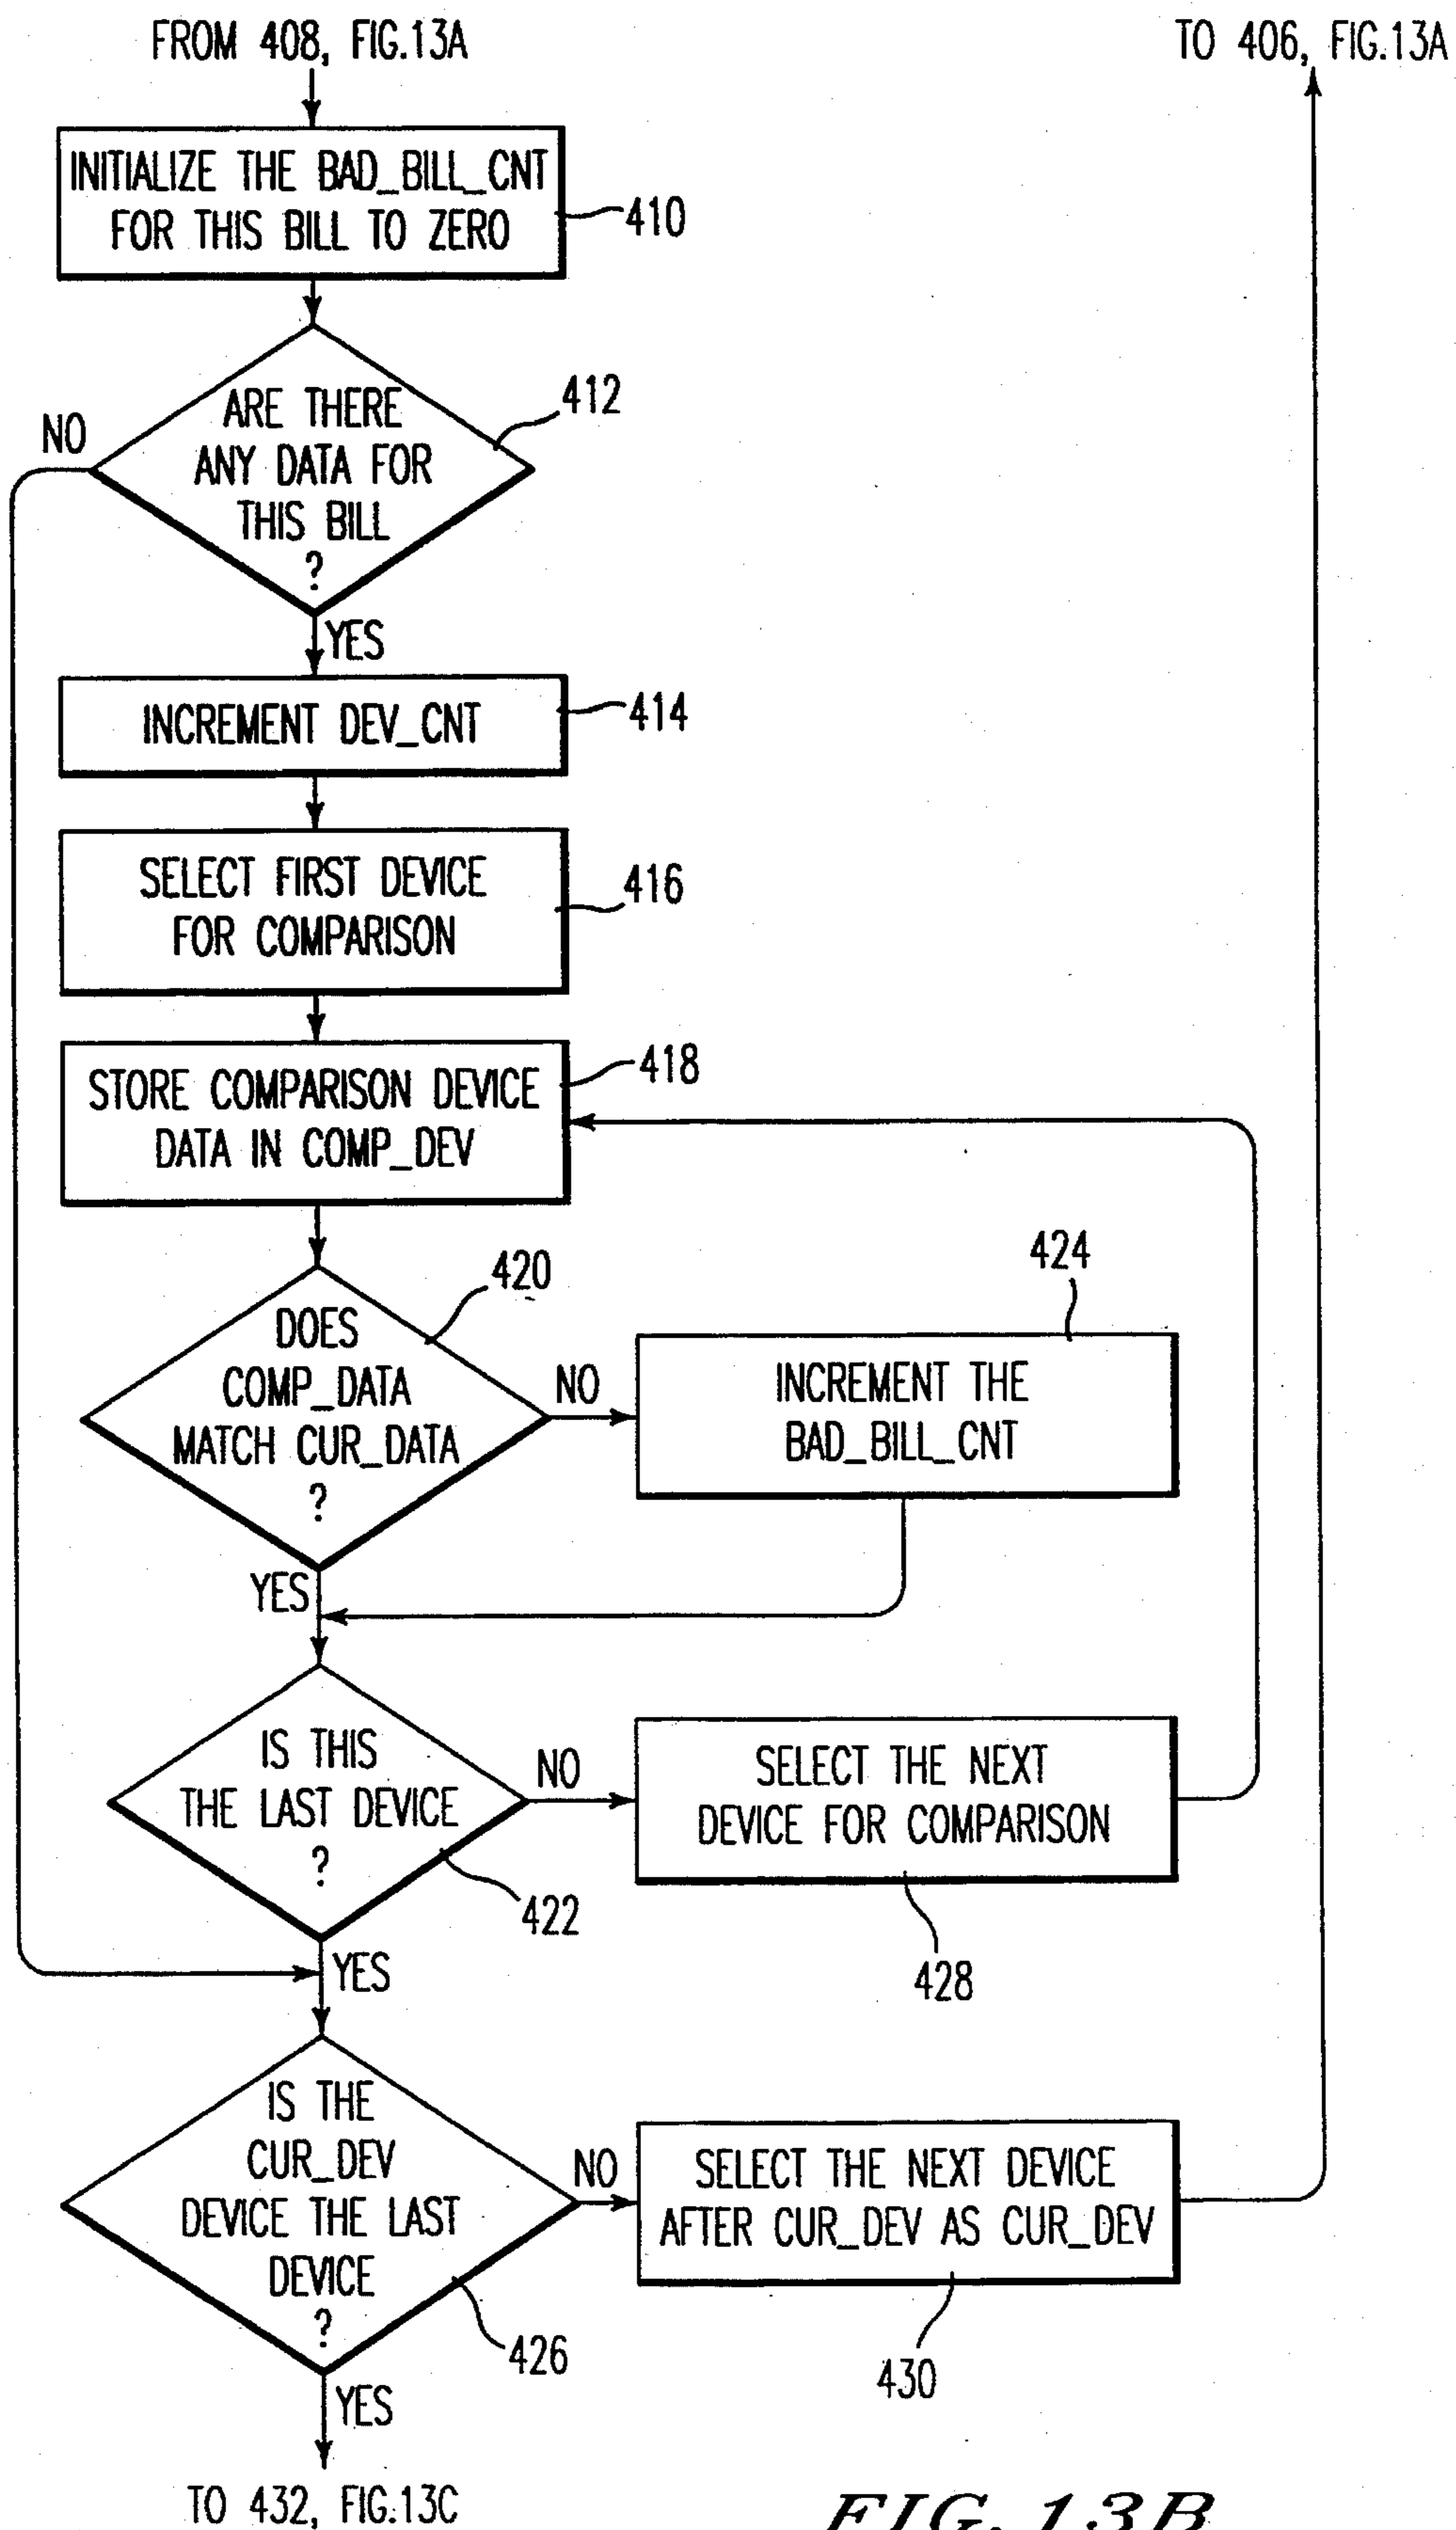 FROM 408, FIG.13A
TO 406, FIG.13A
INITIALIZE THE BAD_BILL_CNT
FOR THIS BILL TO ZERO
410
ARE THERE
ANY DATA FOR
THIS BILL
?
412
NO
YES
INCREMENT DEV_CNT
414
SELECT FIRST DEVICE
FOR COMPARISON
416
STORE COMPARISON DEVICE
DATA IN COMP_DEV
418
DOES
COMP_DATA
MATCH CUR_DATA
?
420
NO
INCREMENT THE
BAD_BILL_CNT
424
YES
IS THIS
THE LAST DEVICE
?
422
NO
SELECT THE NEXT
DEVICE FOR COMPARISON
428
YES
IS THE
CUR_DEV
DEVICE THE LAST
DEVICE
?
426
NO
SELECT THE NEXT DEVICE
AFTER CUR_DEV AS CUR_DEV
430
YES
TO 432, FIG.13C
FIG. 13B